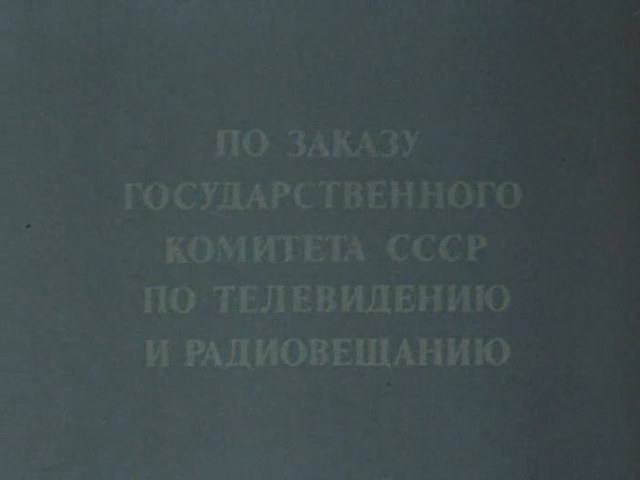 ПО ЗАКАЗУ
ГОСУДАРСТВЕННОГО
КОМИТЕТА СССР
ПО ТЕЛЕВИДЕНИЮ
И РАДИОВЕЩАНИЮ